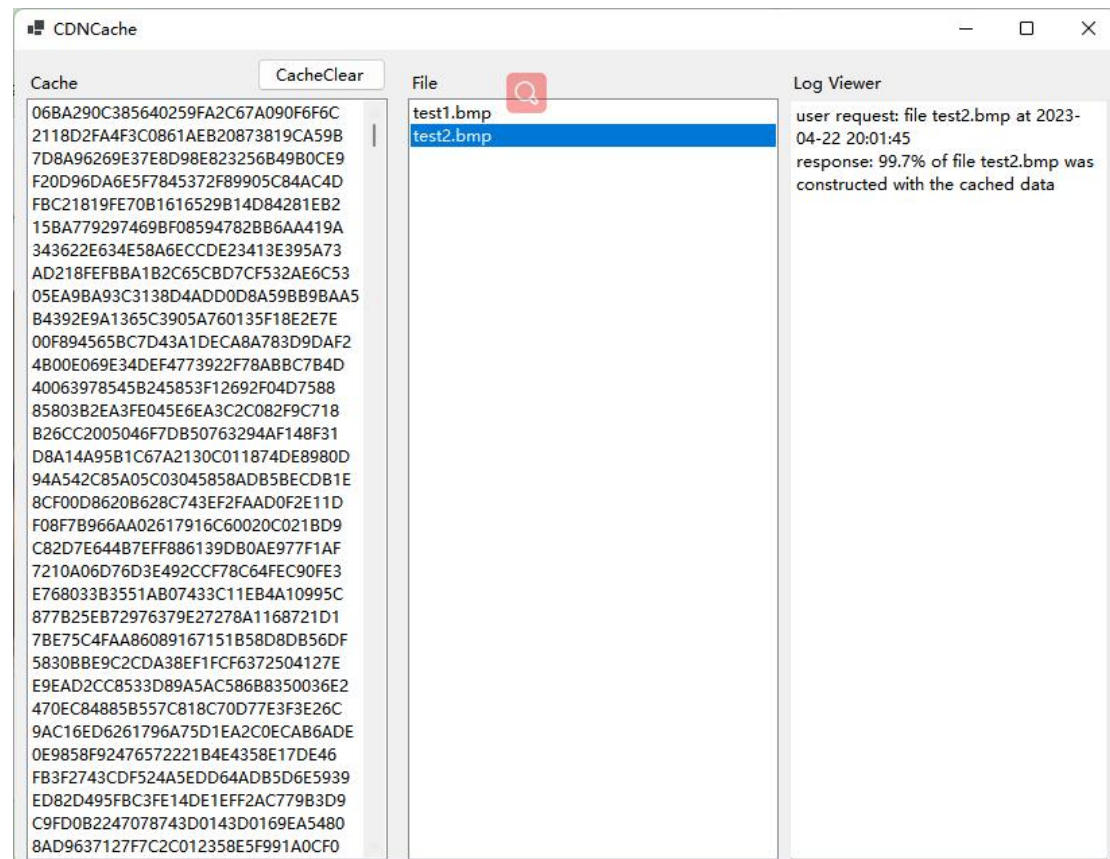 CDNCache
Cache
CacheClear
File
Log Viewer
06BA290C385640259FA2C67A090F6F6C
2118D2FA4F3C0861AEB20873819CA59B
7D8A96269E37E8D98E823256B49B0CE9
F20D96DA6E5F7845372F89905C84AC4D
FBC21819FE70B1616529B14D84281EB2
15BA779297469BF08594782BB6AA419A
343622E634E58A6ECCDE23413E395A73
AD218FEFBBA1B2C65CBD7CF532AE6C53
05EA9BA93C3138D4ADD0D8A59BB9BAA5
B4392E9A1365C3905A760135F18E2E7E
00F894565BC7D43A1DECA8A783D9DAF2
4B00E069E34DEF4773922F78ABBC7B4D
40063978545B245853F12692F04D7588
85803B2EA3FE045E6EA3C2C082F9C718
B26CC2005046F7DB50763294AF148F31
D8A14A95B1C67A2130C011874DE8980D
94A542C85A05C03045858ADB5BECDB1E
8CF00D8620B628C743EF2FAAD0F2E11D
F08F7B966AA02617916C60020C021BD9
C82D7E644B7EFF886139DB0AE977F1AF
7210A06D76D3E492CCF78C64FEC90FE3
E768033B3551AB07433C11EB4A10995C
877B25EB72976379E27278A1168721D1
7BE75C4FAA86089167151B58D8DB56DF
5830BBE9C2CDA38EF1FCF6372504127E
E9EAD2CC8533D89A5AC586B8350036E2
470EC84885B557C818C70D77E3F3E26C
9AC16ED6261796A75D1EA2C0ECAB6ADE
0E9858F92476572221B4E4358E17DE46
FB3F2743CDF524A5EDD64ADB5D6E5939
ED82D495FBC3FE14DE1EFF2AC779B3D9
C9FD0B2247078743D0143D0169EA5480
8AD9637127F7C2C012358E5F991A0CF0
test1.bmp
test2.bmp
user request: file test2.bmp at 2023-
04-22 20:01:45
response: 99.7% of file test2.bmp was
constructed with the cached data